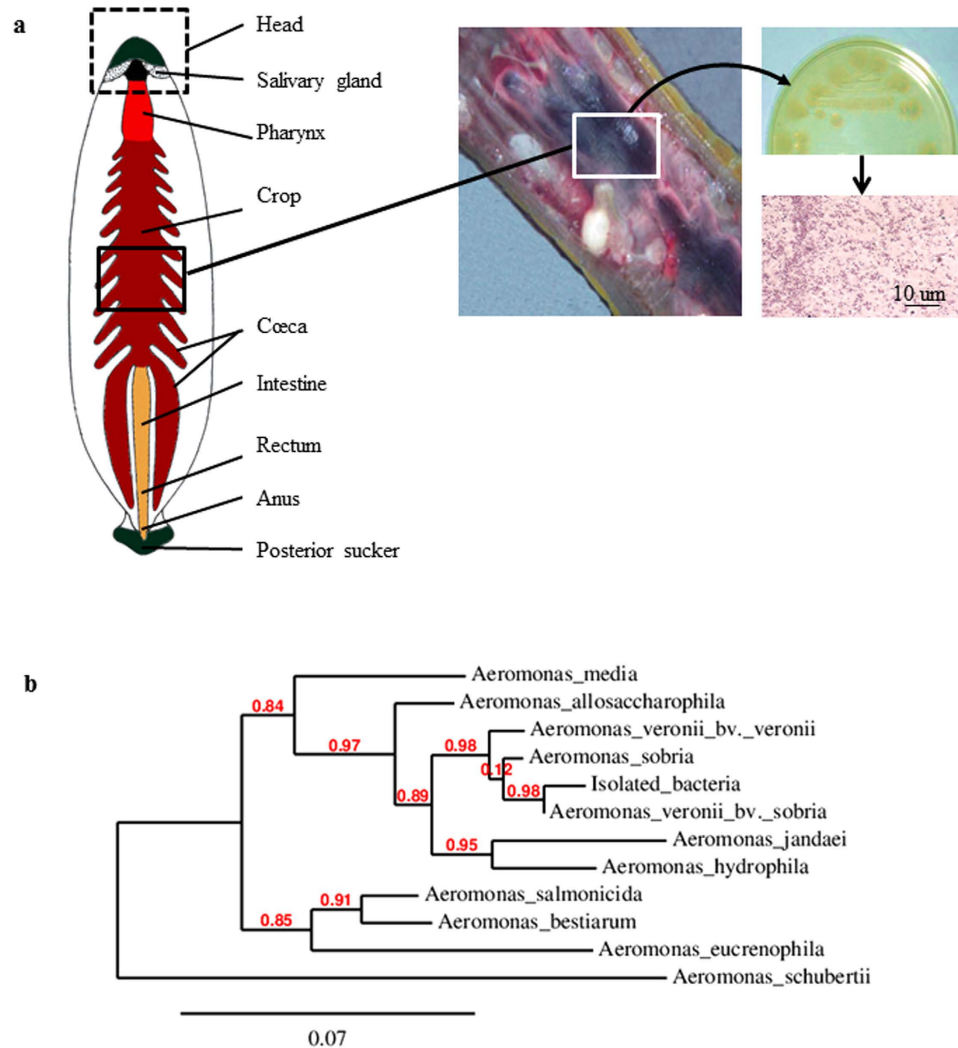 a
Head
Salivary gland
Pharynx
Crop
Cœca
Intestine
Rectum
Anus
Posterior sucker
10 um
b
Aeromonas_media
0.84
Aeromonas_allosaccharophila
0.97
Aeromonas_veronii_bv._veronii
0.98
Aeromonas_sobria
0.12
Isolated_bacteria
0.98
0.89
Aeromonas_veronii_bv._sobria
Aeromonas_jandaei
0.95
Aeromonas_hydrophila
Aeromonas_salmonicida
0.91
Aeromonas_bestiarum
0.85
Aeromonas_eucrenophila
Aeromonas_schubertii
0.07